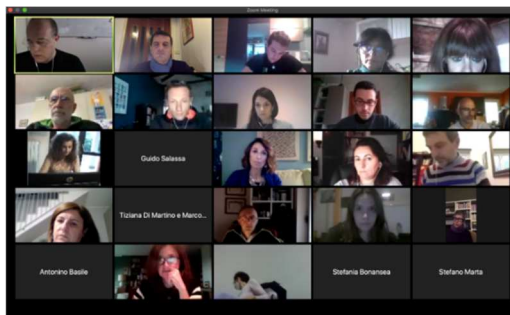 Zoom Meeting
Guido Salassa
Tiziana Di Martino e Marco...
Antonino Basile
Stefania Bonansea
Stefano Marta